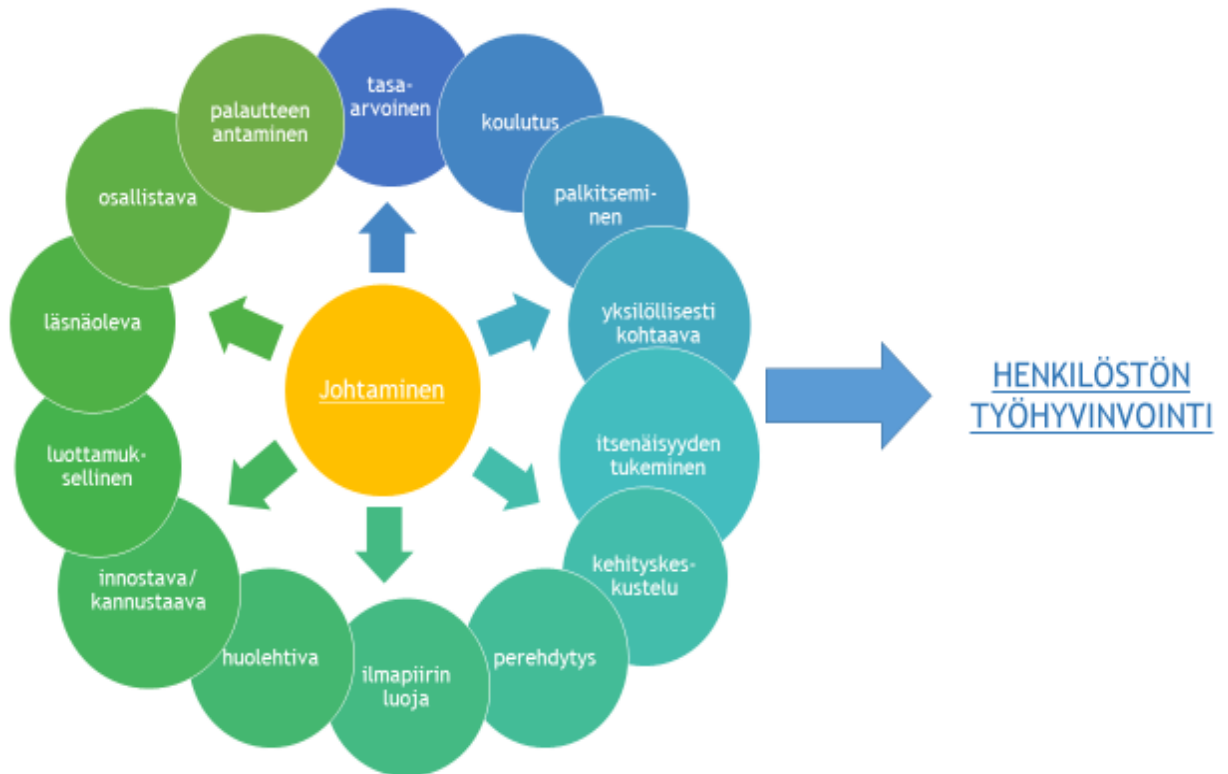 tasa-
arvoinen
koulutus
palkitsemi-
nen
yksilöllisesti
kohtaava
itsenäisyyden
tukeminen
kehityskes-
kustelu
perehdytys
ilmapiirin
luoja
huolehtiva
innostava/
kannustaava
luottamuk-
sellinen
läsnäoleva
osallistava
palautteen
antaminen
Johtaminen
HENKILÖSTÖN
TYÖHYVINVOINTI